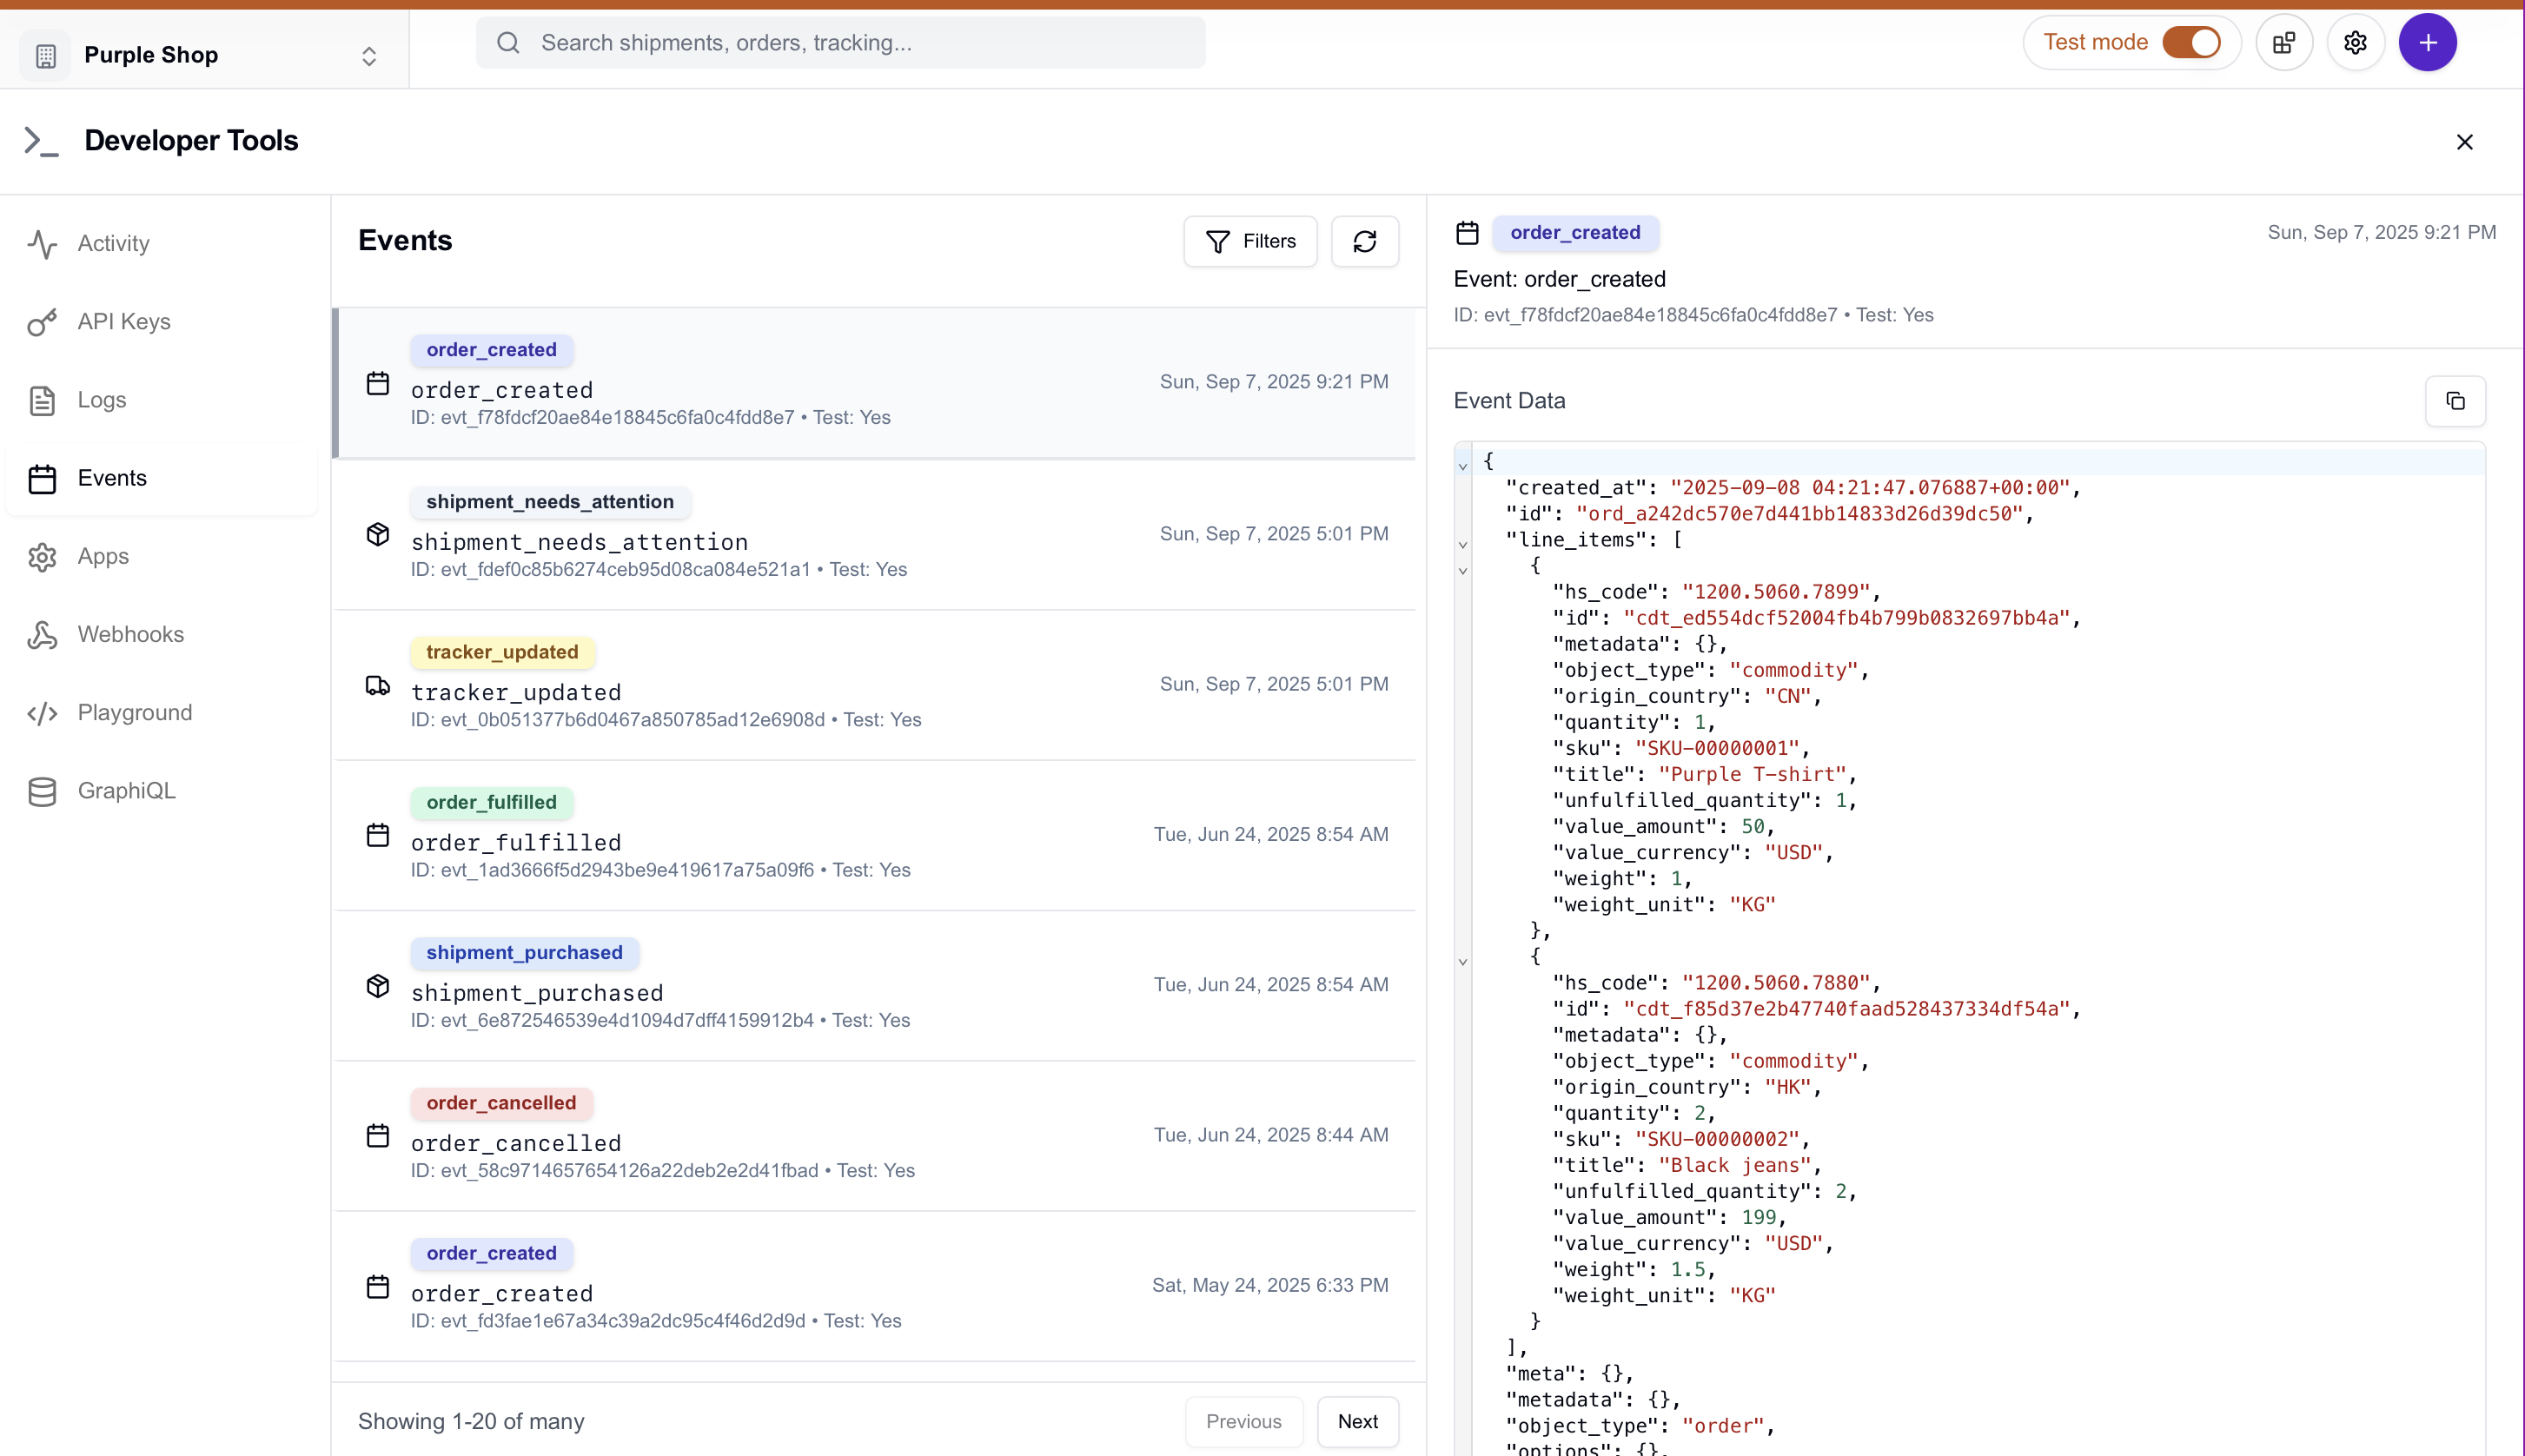 Purple Shop
Search shipments, orders, tracking...
Test mode
Developer Tools
Activity
API Keys
Logs
Events
Apps
Webhooks
Playground
GraphiQL
Events
Filters
order_created
order_created
Sun, Sep 7, 2025 9:21 PM
ID: evt_f78fdcf20ae84e18845c6fa0c4fdd8e7 • Test: Yes
shipment_needs_attention
shipment_needs_attention
Sun, Sep 7, 2025 5:01 PM
ID: evt_fdef0c85b6274ceb95d08ca084e521a1 • Test: Yes
tracker_updated
tracker_updated
Sun, Sep 7, 2025 5:01 PM
ID: evt_0b051377b6d0467a850785ad12e6908d • Test: Yes
order_fulfilled
order_fulfilled
Tue, Jun 24, 2025 8:54 AM
ID: evt_1ad3666f5d2943be9e419617a75a09f6 • Test: Yes
shipment_purchased
shipment_purchased
Tue, Jun 24, 2025 8:54 AM
ID: evt_6e872546539e4d1094d7dff4159912b4 • Test: Yes
order_cancelled
order_cancelled
Tue, Jun 24, 2025 8:44 AM
ID: evt_58c9714657654126a22deb2e2d41fbad • Test: Yes
order_created
order_created
Sat, May 24, 2025 6:33 PM
ID: evt_fd3fae1e67a34c39a2dc95c4f46d2d9d • Test: Yes
Showing 1-20 of many
Previous
Next
order_created
Sun, Sep 7, 2025 9:21 PM
Event: order_created
ID: evt_f78fdcf20ae84e18845c6fa0c4fdd8e7 • Test: Yes
Event Data
{
"created_at": "2025-09-08 04:21:47.076887+00:00",
"id": "ord_a242dc570e7d441bb14833d26d39dc50",
"line_items": [
{
"hs_code": "1200.5060.7899",
"id": "cdt_ed554dcf52004fb4b799b0832697bb4a",
"metadata": {},
"object_type": "commodity",
"origin_country": "CN",
"quantity": 1,
"sku": "SKU-00000001",
"title": "Purple T-shirt",
"unfulfilled_quantity": 1,
"value_amount": 50,
"value_currency": "USD",
"weight": 1,
"weight_unit": "KG"
},
{
"hs_code": "1200.5060.7880",
"id": "cdt_f85d37e2b47740faad528437334df54a",
"metadata": {},
"object_type": "commodity",
"origin_country": "HK",
"quantity": 2,
"sku": "SKU-00000002",
"title": "Black jeans",
"unfulfilled_quantity": 2,
"value_amount": 199,
"value_currency": "USD",
"weight": 1.5,
"weight_unit": "KG"
}
],
"meta": {},
"metadata": {},
"object_type": "order",
"options": {},